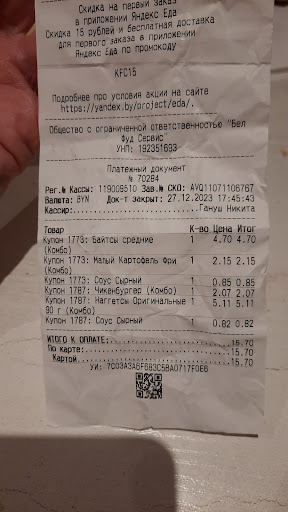 Скидка на первый заказ
в приложении Яндекс Еда
Скидка 15 рублей и бесплатная доставка
для первого заказа в приложении
Яндекс Еда по промокоду
KFC15
Подробнее про условия акции на сайте
https://yandex.by/project/eda/.
Общество с ограниченной ответственностью "Бел
Фуд Сервис"
УНП: 192351693
Платежный документ
№ 70284
Рег.№ Кассы: 119009510 Зав.№ СКО: AVQ11071106767
Валюта: BYN Док-т закрыт: 27.12.2023 17:45:43
Кассир:.............................Гануш Никита
Товар К-во Цена Итог
Купон 1773: Байтсы средние 1 4.70 4.70
(Комбо)
Купон 1773: Малый Картофель Фри 1 2.15 2.15
(Комбо)
Купон 1773: Соус Сырный 1 0.85 0.85
Купон 1787: Чикенбургер (Комбо) 1 2.07 2.07
Купон 1787: Наггетсы Оригинальные 1 5.11 5.11
90 г (Комбо)
Купон 1787: Соус Сырный 1 0.82 0.82
ИТОГО К ОПЛАТЕ:.............................15.70
По карте:.............................15.70
Картой.............................15.70
УИ: 7C03A3A6F6B3C5BA0717F0E6